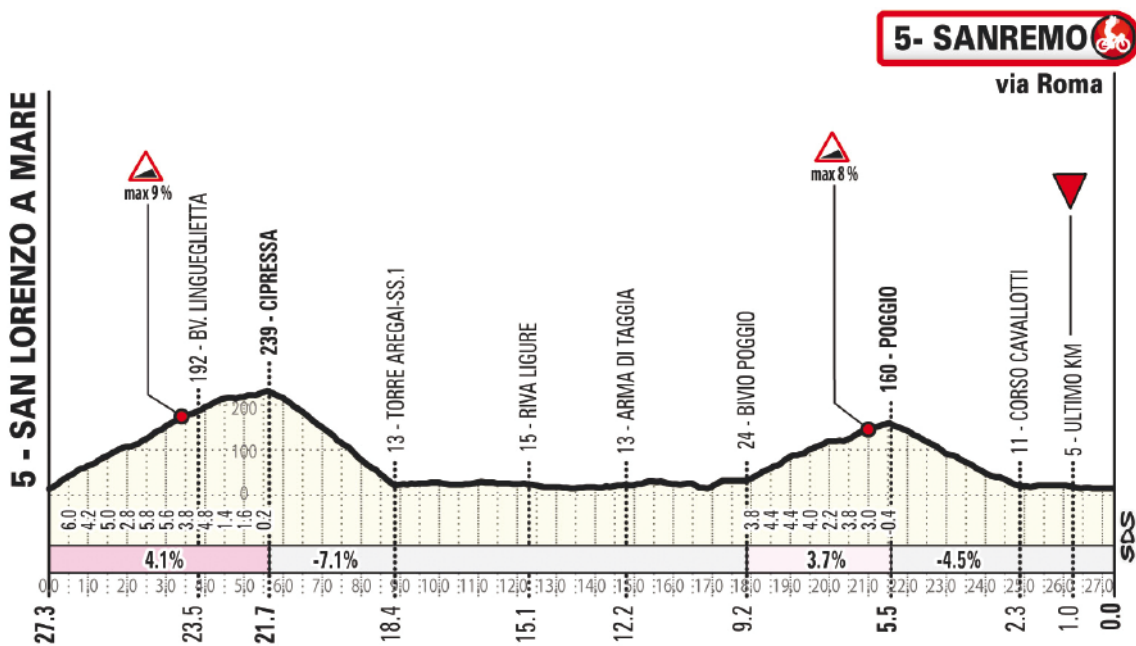 5- SANREMO
via Roma
5 - SAN LORENZO A MARE
max 9 %
192 - BV. LINGUEGLIETTA
239 - CIPRESSA
13 - TORRE AREGAI-SS.1
15 - RIVA LIGURE
13 - ARMA DI TAGGIA
24 - BIVIO POGGIO
max 8 %
160 - POGGIO
11 - CORSO CAVALLOTTI
5 - ULTIMO KM
200
100
0
6.0 4.2 5.0 2.8 5.8 5.6 3.8 4.8 1.4 1.6 0.2
3.8 4.4 4.4 4.0 2.2 3.8 3.0 -0.4
SDS
4.1% -7.1% 3.7% -4.5%
0.0 1.0 2.0 3.0 4.0 5.0 6.0 7.0 8.0 9.0 10.0 11.0 12.0 13.0 14.0 15.0 16.0 17.0 18.0 19.0 20.0 21.0 22.0 23.0 24.0 25.0 26.0 27.0
27.3 23.5 21.7 18.4 15.1 12.2 9.2 5.5 2.3 1.0 0.0